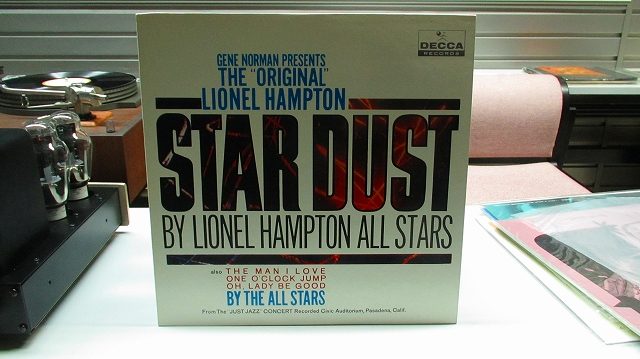 DECCA
RECORDS
GENE NORMAN PRESENTS
THE "ORIGINAL"
LIONEL HAMPTON
STAR DUST
BY LIONEL HAMPTON ALL STARS
also THE MAN I LOVE
ONE O'CLOCK JUMP
OH, LADY BE GOOD
BY THE ALL STARS
From The "JUST JAZZ" CONCERT Recorded Civic Auditorium, Pasadena, Calif.